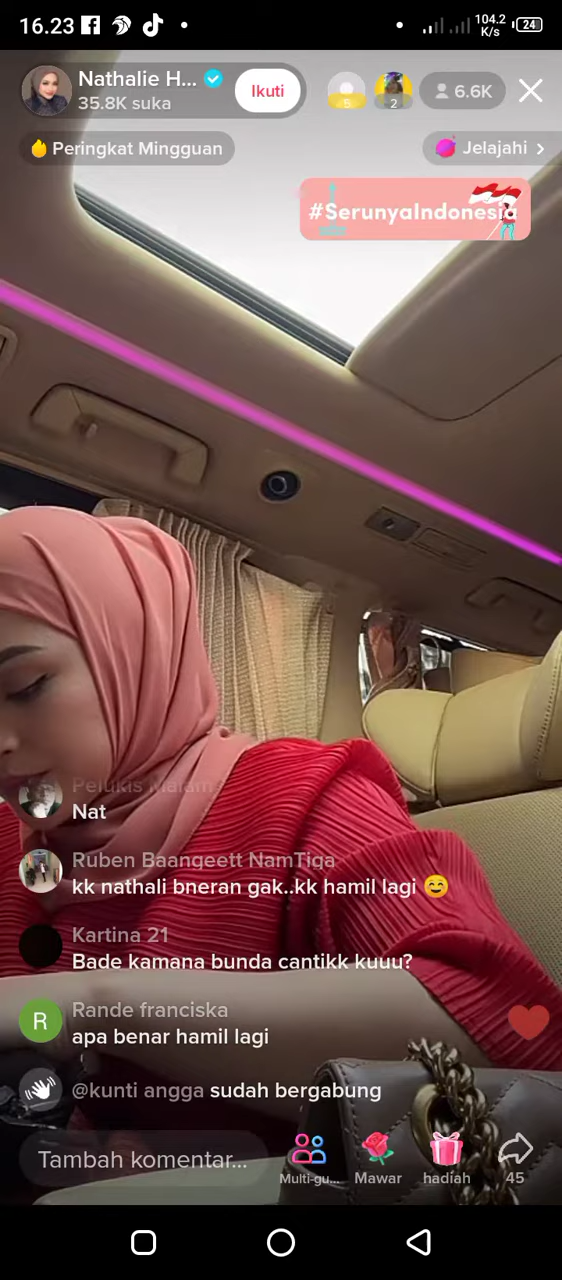 16.23
104.2
K/s
24
Nathalie H...
35.8K suka
Ikuti
5
2
6.6K
Peringkat Mingguan
Jelajahi
#SerunyaIndonesia
Pelukis Malam
Nat
Ruben Baangeett NamTiga
kk nathali bneran gak..kk hamil lagi 😊
Kartina 21
Bade kamana bunda cantikk kuuu?
Rande franciska
R
apa benar hamil lagi
@kunti angga sudah bergabung
Tambah komentar...
Multi-gu...
Mawar
hadiah
45